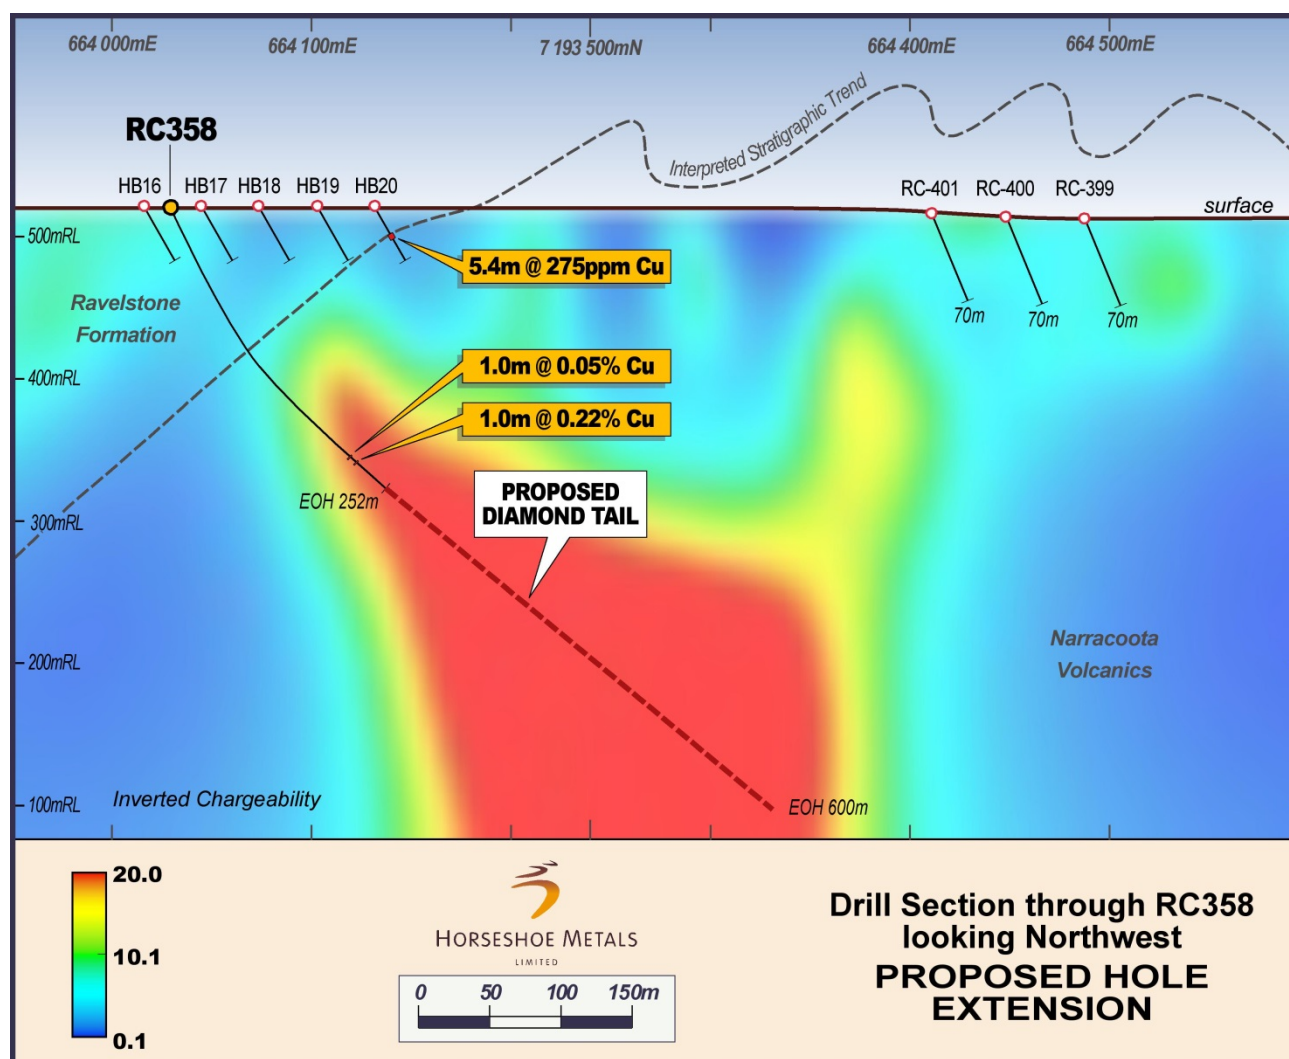 664 000mE
664 100mE
7 193 500mN
664 400mE
664 500mE
RC358
Interpreted Stratigraphic Trend
HB16
HB17
HB18
HB19
HB20
RC-401
RC-400
RC-399
surface
500mRL
5.4m @ 275ppm Cu
Ravelstone
Formation
70m
70m
70m
1.0m @ 0.05% Cu
400mRL
1.0m @ 0.22% Cu
EOH 252m
PROPOSED
DIAMOND TAIL
300mRL
Narracoota
Volcanics
200mRL
100mRL
Inverted Chargeability
EOH 600m
20.0
10.1
0.1
HORSESHOE METALS
LIMITED
0 50 100 150m
Drill Section through RC358
looking Northwest
PROPOSED HOLE
EXTENSION